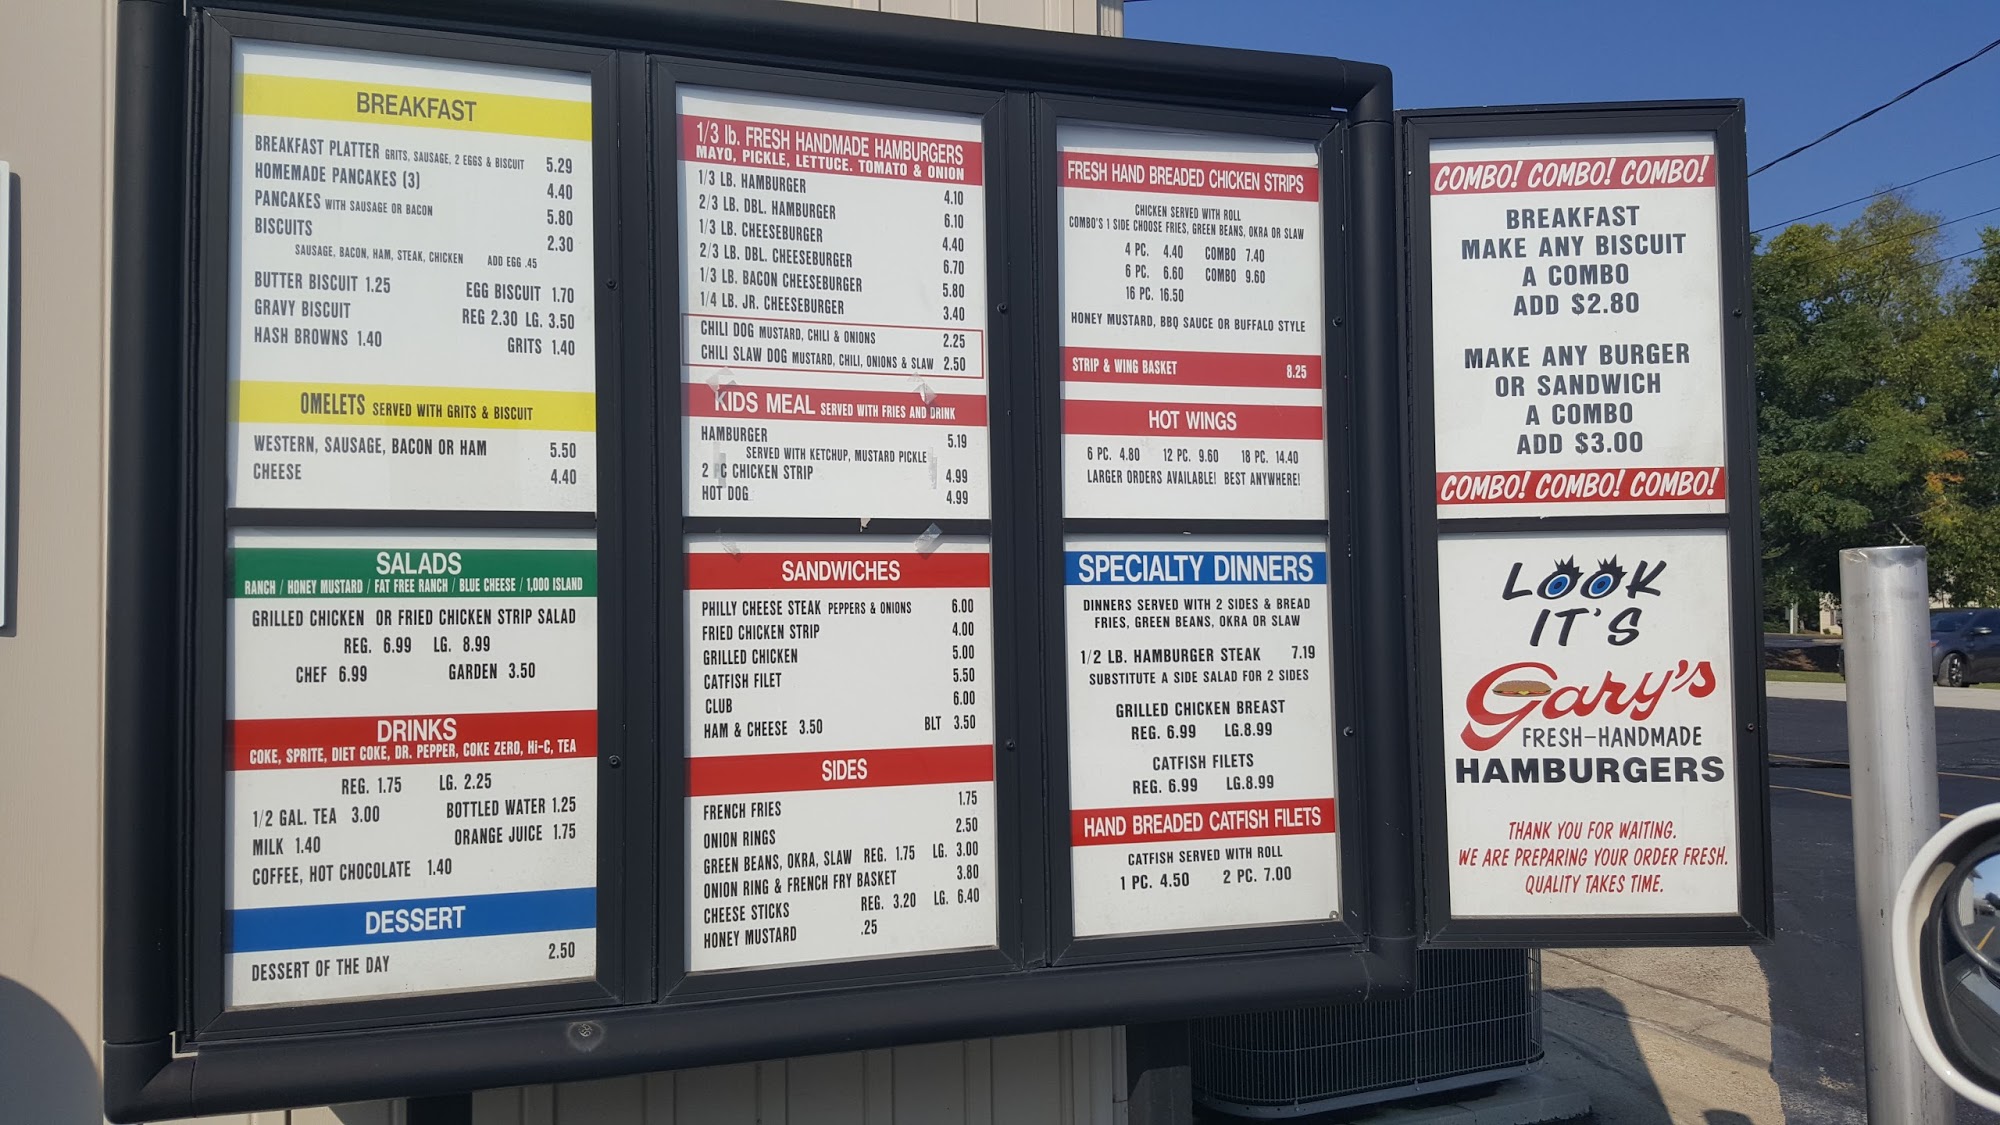 BREAKFAST
BREAKFAST PLATTER GRITS, SAUSAGE, 2 EGGS & BISCUIT 5.29
HOMEMADE PANCAKES (3) 4.40
PANCAKES WITH SAUSAGE OR BACON 5.80
BISCUITS 2.30
SAUSAGE, BACON, HAM, STEAK, CHICKEN ADD EGG .45
BUTTER BISCUIT 1.25 EGG BISCUIT 1.70
GRAVY BISCUIT REG 2.30 LG. 3.50
HASH BROWNS 1.40 GRITS 1.40
OMELETS SERVED WITH GRITS & BISCUIT
WESTERN, SAUSAGE, BACON OR HAM 5.50
CHEESE 4.40
SALADS
RANCH / HONEY MUSTARD / FAT FREE RANCH / BLUE CHEESE / 1,000 ISLAND
GRILLED CHICKEN OR FRIED CHICKEN STRIP SALAD
REG. 6.99 LG. 8.99
CHEF 6.99 GARDEN 3.50
DRINKS
COKE, SPRITE, DIET COKE, DR. PEPPER, COKE ZERO, Hi-C, TEA
REG. 1.75 LG. 2.25
1/2 GAL. TEA 3.00 BOTTLED WATER 1.25
MILK 1.40 ORANGE JUICE 1.75
COFFEE, HOT CHOCOLATE 1.40
DESSERT
DESSERT OF THE DAY 2.50
1/3 lb. FRESH HANDMADE HAMBURGERS
MAYO, PICKLE, LETTUCE. TOMATO & ONION
1/3 LB. HAMBURGER 4.10
2/3 LB. DBL. HAMBURGER 6.10
1/3 LB. CHEESEBURGER 4.40
2/3 LB. DBL. CHEESEBURGER 6.70
1/3 LB. BACON CHEESEBURGER 5.80
1/4 LB. JR. CHEESEBURGER 3.40
CHILI DOG MUSTARD, CHILI & ONIONS 2.25
CHILI SLAW DOG MUSTARD, CHILI, ONIONS & SLAW 2.50
KIDS MEAL SERVED WITH FRIES AND DRINK
HAMBURGER 5.19
SERVED WITH KETCHUP, MUSTARD PICKLE
2 PC CHICKEN STRIP 4.99
HOT DOG 4.99
SANDWICHES
PHILLY CHEESE STEAK PEPPERS & ONIONS 6.00
FRIED CHICKEN STRIP 4.00
GRILLED CHICKEN 5.00
CATFISH FILET 5.50
CLUB 6.00
HAM & CHEESE 3.50 BLT 3.50
SIDES
FRENCH FRIES 1.75
ONION RINGS 2.50
GREEN BEANS, OKRA, SLAW REG. 1.75 LG. 3.00
ONION RING & FRENCH FRY BASKET 3.80
CHEESE STICKS REG. 3.20 LG. 6.40
HONEY MUSTARD .25
FRESH HAND BREADED CHICKEN STRIPS
CHICKEN SERVED WITH ROLL
COMBO'S 1 SIDE CHOOSE FRIES, GREEN BEANS, OKRA OR SLAW
4 PC. 4.40 COMBO 7.40
6 PC. 6.60 COMBO 9.60
16 PC. 16.50
HONEY MUSTARD, BBQ SAUCE OR BUFFALO STYLE
STRIP & WING BASKET 8.25
HOT WINGS
6 PC. 4.80 12 PC. 9.60 18 PC. 14.40
LARGER ORDERS AVAILABLE! BEST ANYWHERE!
SPECIALTY DINNERS
DINNERS SERVED WITH 2 SIDES & BREAD
FRIES, GREEN BEANS, OKRA OR SLAW
1/2 LB. HAMBURGER STEAK 7.19
SUBSTITUTE A SIDE SALAD FOR 2 SIDES
GRILLED CHICKEN BREAST
REG. 6.99 LG.8.99
CATFISH FILETS
REG. 6.99 LG.8.99
HAND BREADED CATFISH FILETS
CATFISH SERVED WITH ROLL
1 PC. 4.50 2 PC. 7.00
COMBO! COMBO! COMBO!
BREAKFAST
MAKE ANY BISCUIT
A COMBO
ADD $2.80
MAKE ANY BURGER
OR SANDWICH
A COMBO
ADD $3.00
COMBO! COMBO! COMBO!
LOOK
IT'S
Gary's
FRESH-HANDMADE
HAMBURGERS
THANK YOU FOR WAITING.
WE ARE PREPARING YOUR ORDER FRESH.
QUALITY TAKES TIME.